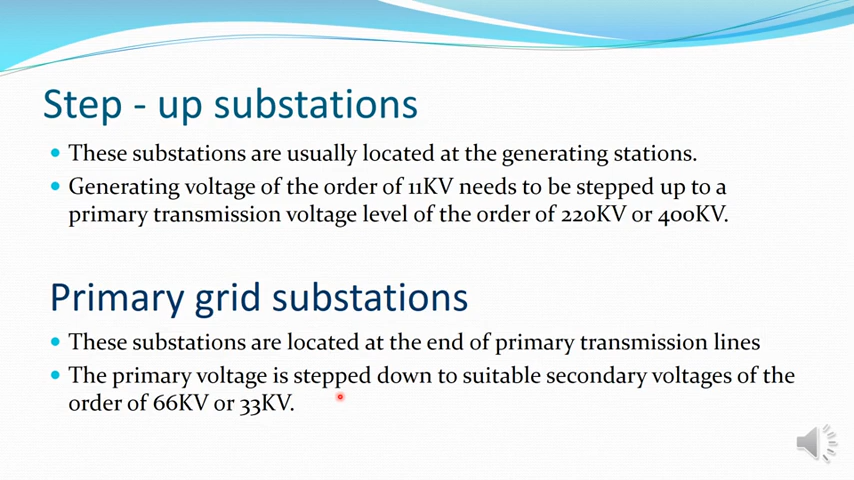 Step - up substations
These substations are usually located at the generating stations.
Generating voltage of the order of 11KV needs to be stepped up to a
primary transmission voltage level of the order of 220KV or 400KV.
Primary grid substations
These substations are located at the end of primary transmission lines
The primary voltage is stepped down to suitable secondary voltages of the
order of 66KV or 33KV.